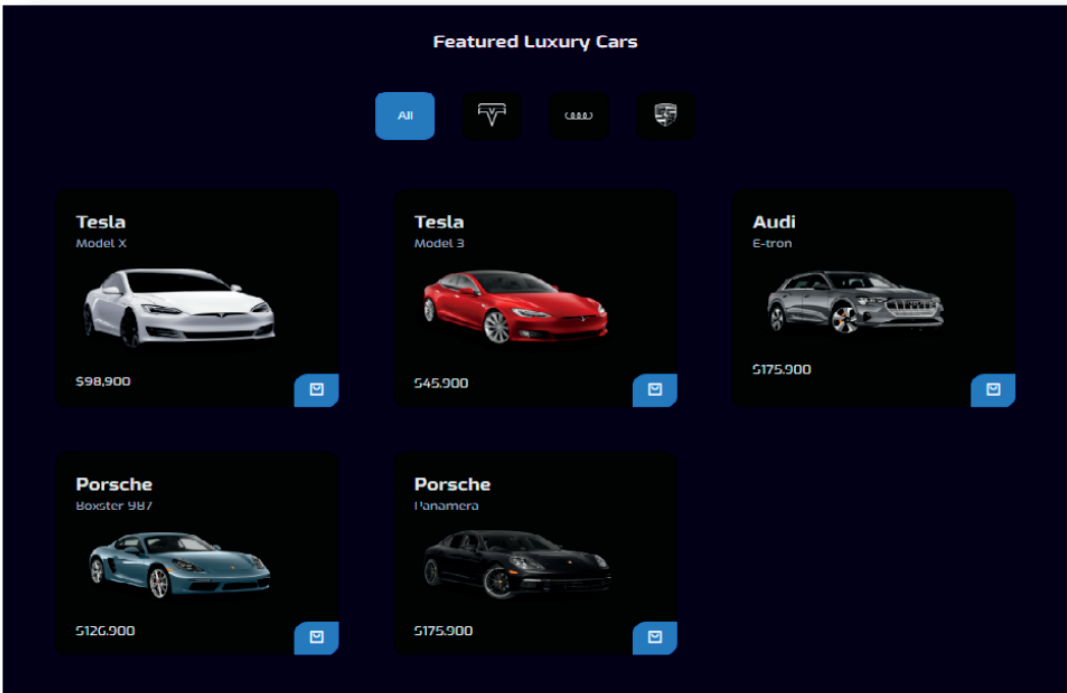 Featured Luxury Cars
All
Tesla
Model X
$98,900
Tesla
Model 3
$45.900
Audi
E-tron
$175.900
Porsche
Boxster 987
$126.900
Porsche
Panamera
$175.900